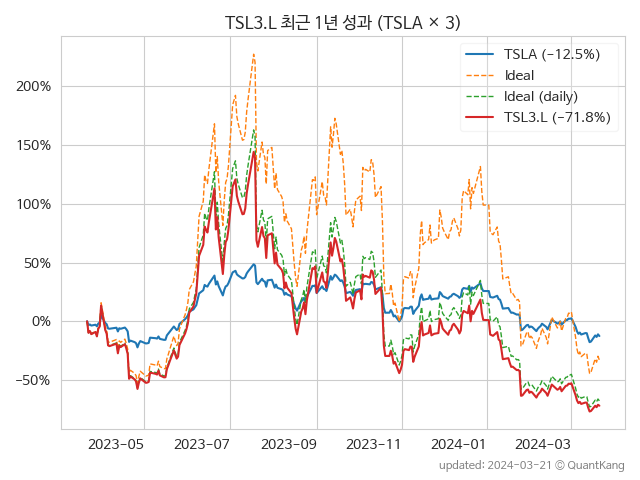 TSL3.L 최근 1년 성과 (TSLA × 3)
TSLA (−12.5%)
Ideal
Ideal (daily)
TSL3.L (−71.8%)
200%
150%
100%
50%
0%
−50%
2023−05 2023−07 2023−09 2023−11 2024−01 2024−03
updated: 2024−03−21 © QuantKang